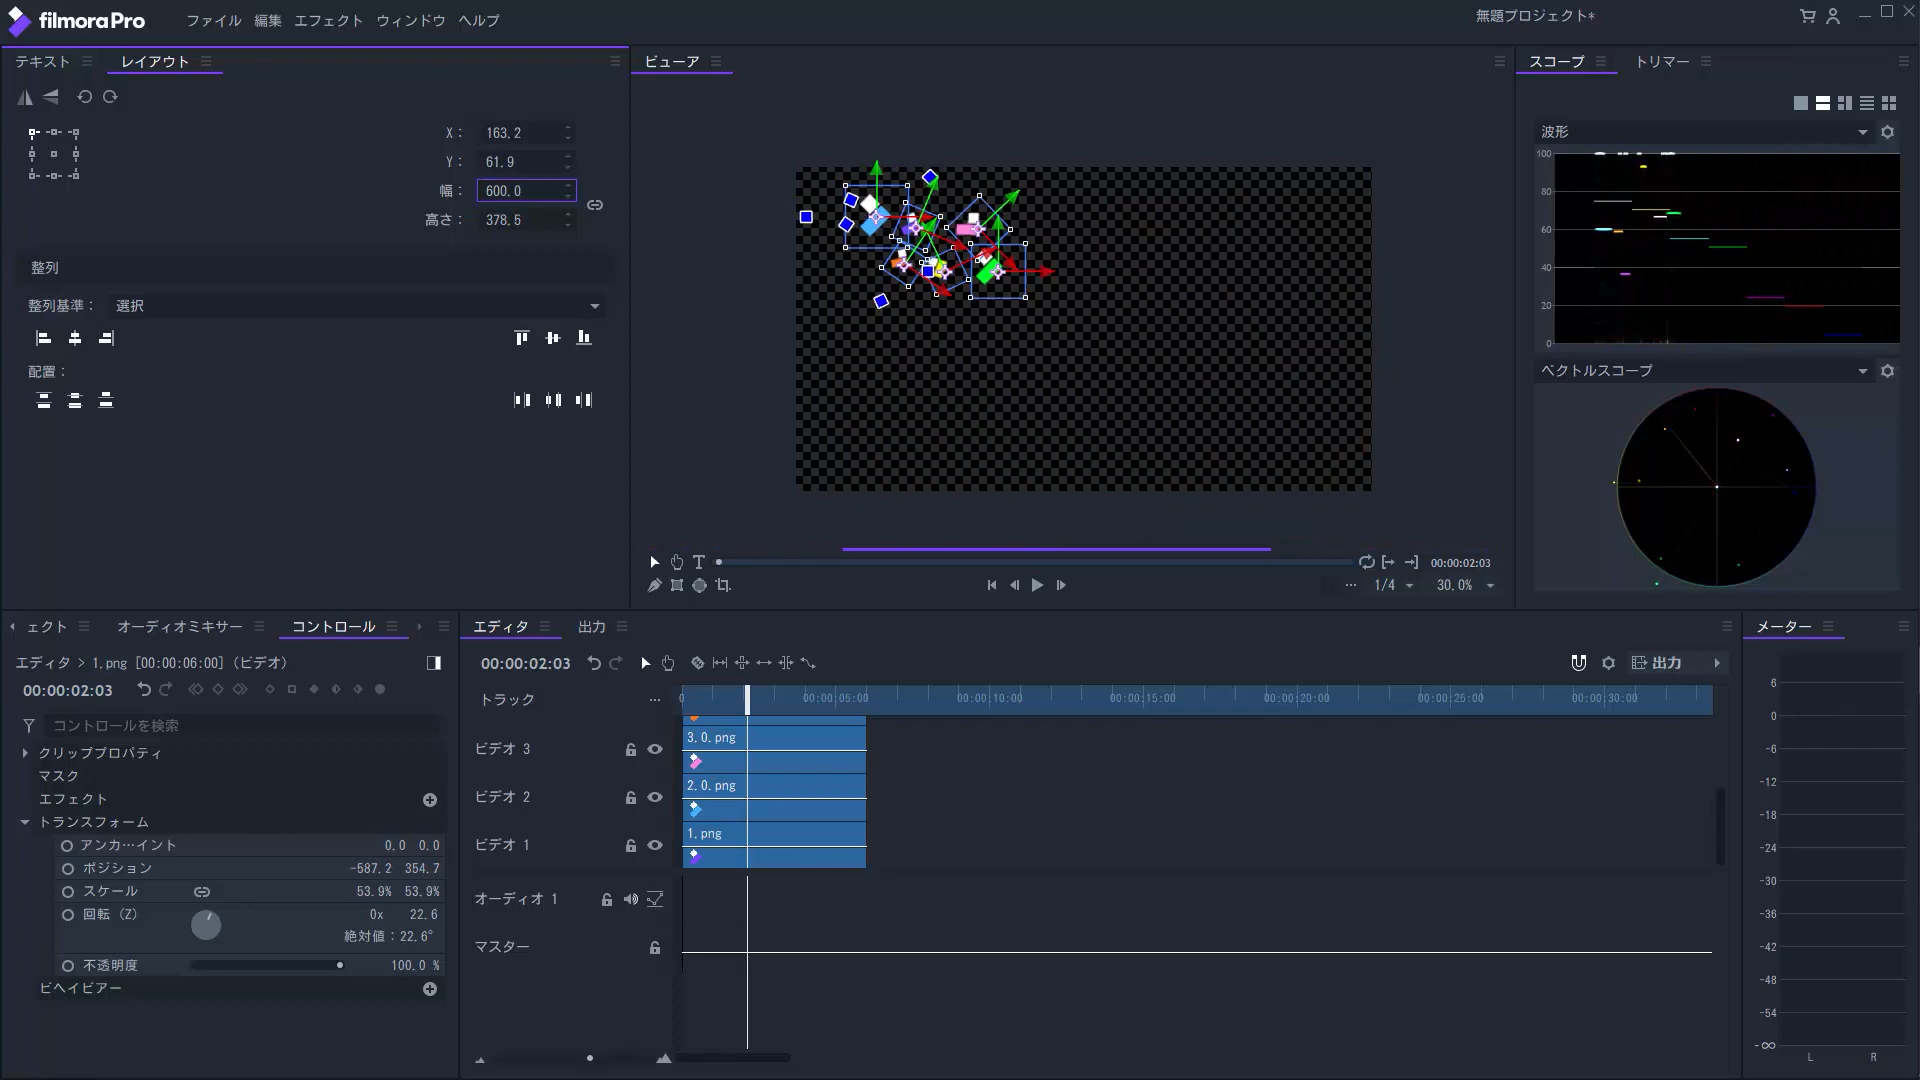 filmoraPro
ファイル 編集 エフェクト ウィンドウ ヘルプ
無題プロジェクト*
テキスト レイアウト
X： 163.2
Y： 61.9
幅： 600.0
高さ： 378.5
整列
整列基準： 選択
配置：
ビューア
00:00:02:03
1/4 30.0%
スコープ トリマー
波形
100
80
60
40
20
0
ベクトルスコープ
ェクト オーディオミキサー コントロール
エディタ > 1.png [00:00:06:00] (ビデオ)
00:00:02:03
コントロールを検索
クリッププロパティ
マスク
エフェクト
トランスフォーム
アンカ…イント 0.0 0.0
ポジション -587.2 354.7
スケール 53.9% 53.9%
回転 (Z) 0x 22.6
絶対値：22.6°
不透明度 100.0 %
ビヘイビアー
エディタ 出力
00:00:02:03
出力
トラック
0 00:00:05:00 00:00:10:00 00:00:15:00 00:00:20:00 00:00:25:00 00:00:30:00
ビデオ 3
3.0.png
ビデオ 2
2.0.png
ビデオ 1
1.png
オーディオ 1
マスター
メーター
6
0
-6
-12
-18
-24
-30
-36
-42
-48
-54
-∞
L R